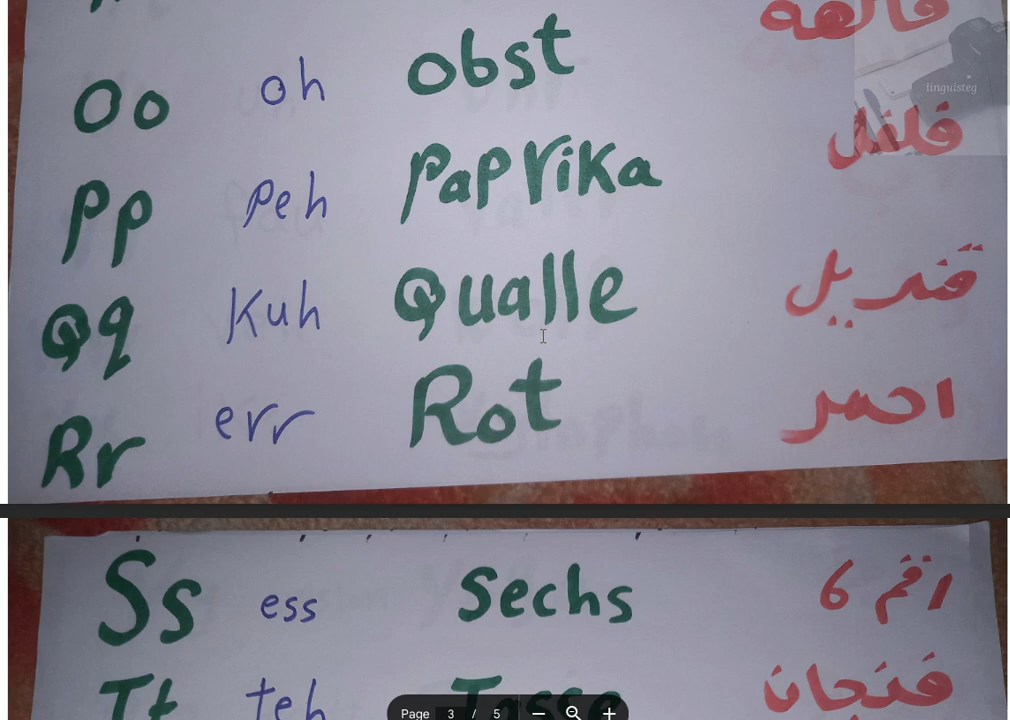 فاكهة
Oo oh obst
linguisteg
فلفل
Pp Peh Paprika
Qq Kuh Qualle قنديل
Rr err Rot احمر
Ss ess Sechs 6
Tt teh Tasse فنجان
Page 3 / 5